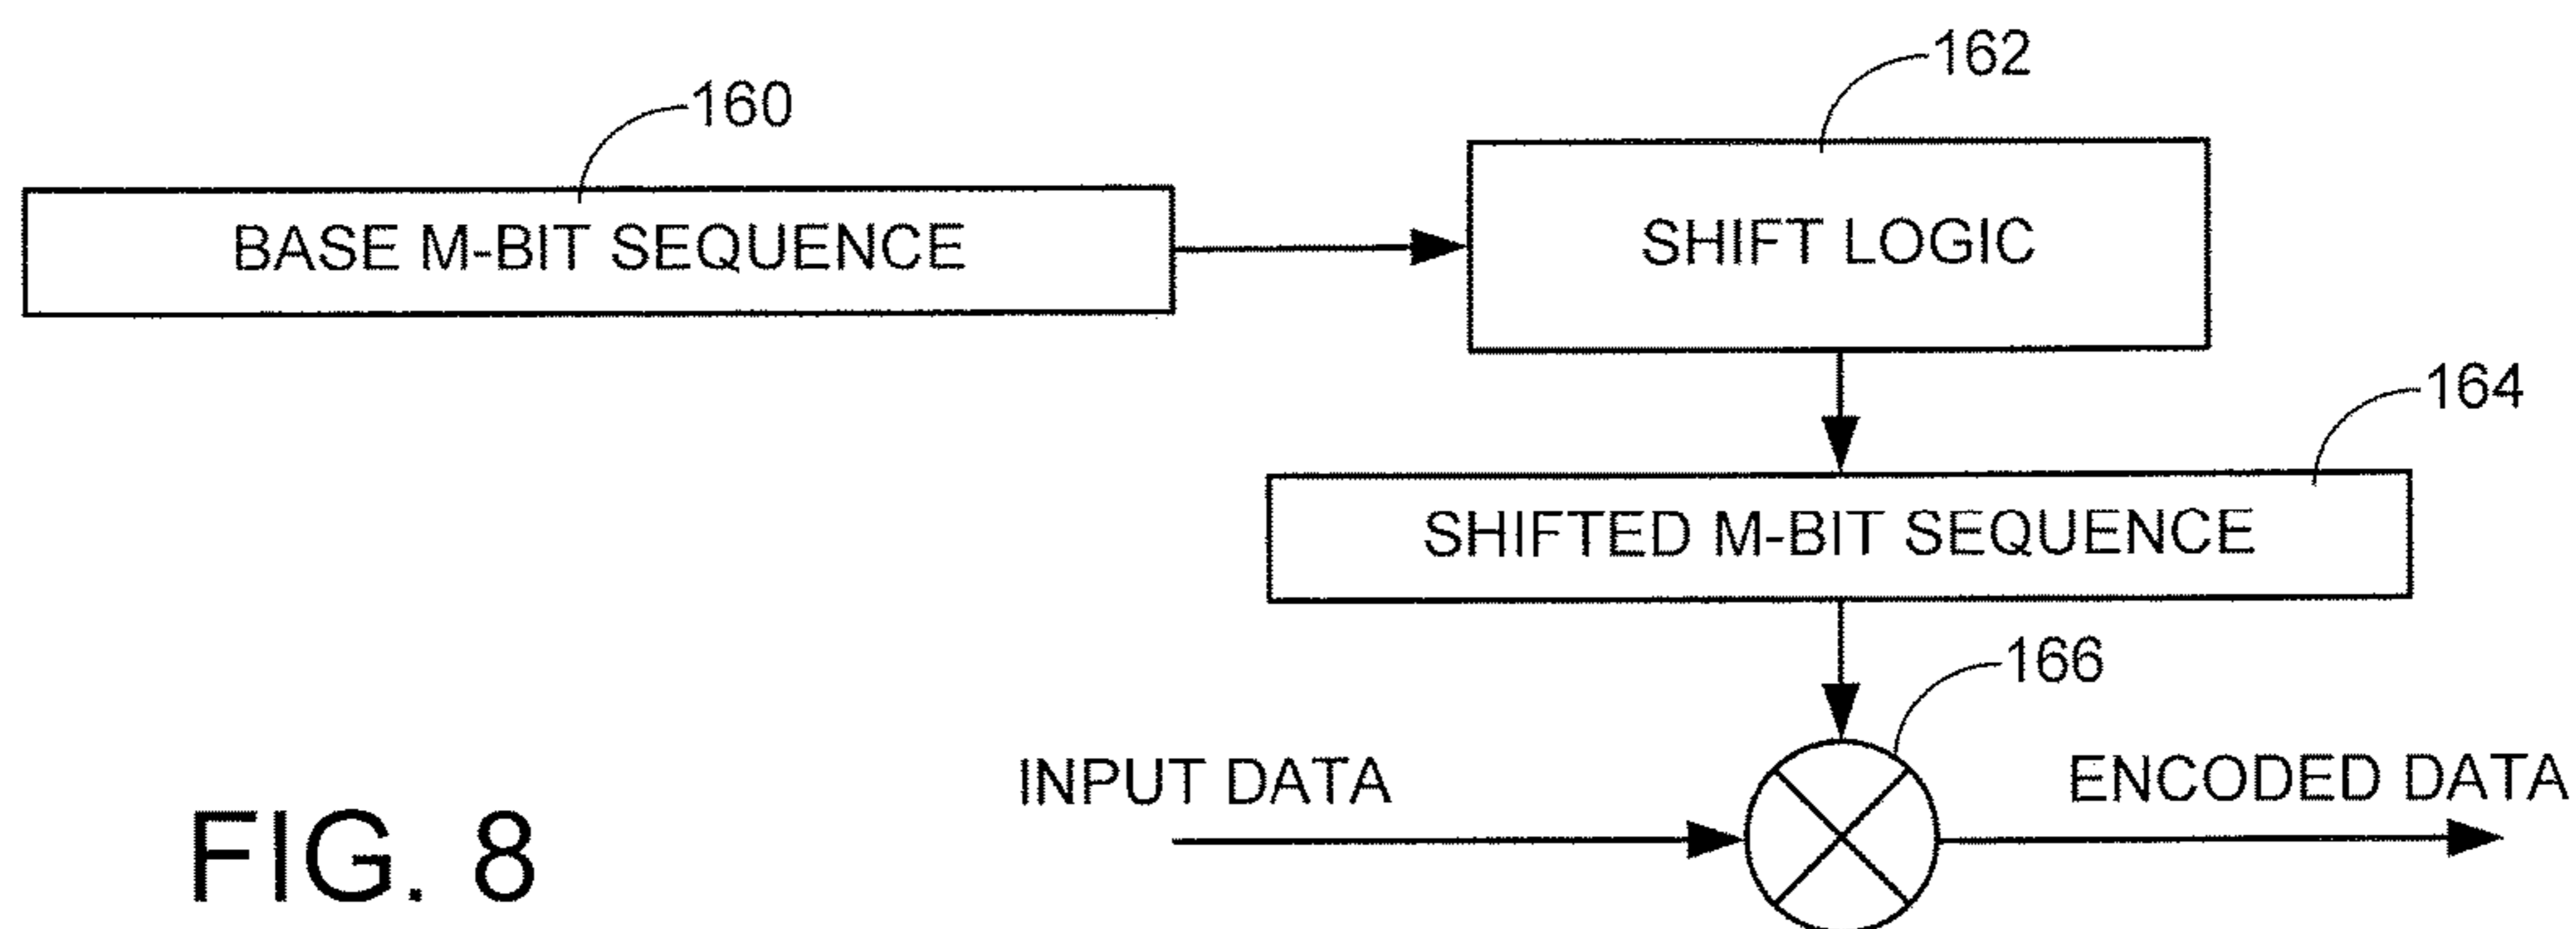 162
160
BASE M-BIT SEQUENCE
SHIFT LOGIC
164
SHIFTED M-BIT SEQUENCE
166
INPUT DATA
ENCODED DATA
FIG. 8